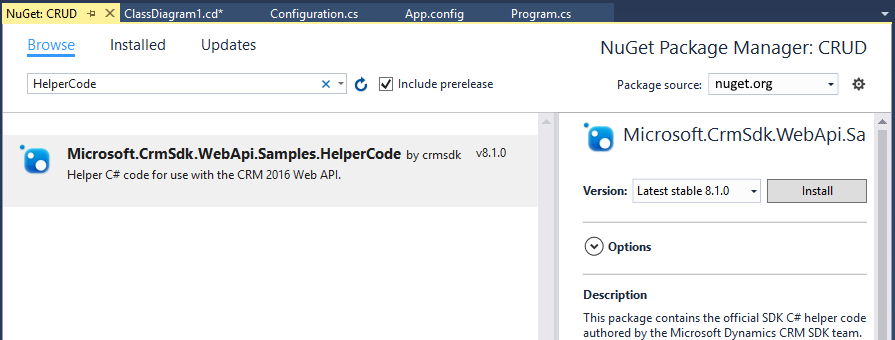 NuGet: CRUD ClassDiagram1.cd* Configuration.cs App.config Program.cs
Browse Installed Updates NuGet Package Manager: CRUD
HelperCode Include prerelease Package source: nuget.org
Microsoft.CrmSdk.WebApi.Samples.HelperCode by crmsdk v8.1.0
Helper C# code for use with the CRM 2016 Web API.
Microsoft.CrmSdk.WebApi.Sa
Version: Latest stable 8.1.0 Install
Options
Description
This package contains the official SDK C# helper code
authored by the Microsoft Dynamics CRM SDK team.